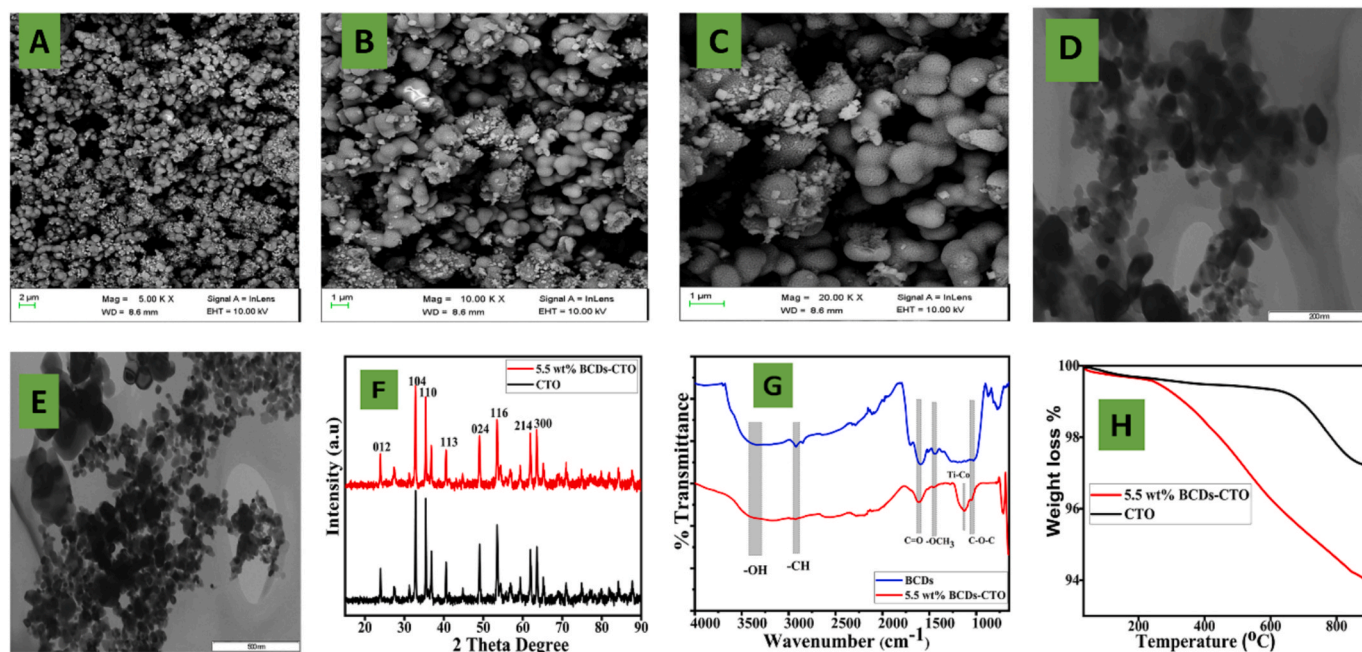 A
2 µm
Mag = 5.00 K X
Signal A = InLens
WD = 8.6 mm
EHT = 10.00 kV
B
1 µm
Mag = 10.00 K X
Signal A = InLens
WD = 8.6 mm
EHT = 10.00 kV
C
1 µm
Mag = 20.00 K X
Signal A = InLens
WD = 8.6 mm
EHT = 10.00 kV
D
200nm
E
500nm
F
5.5 wt% BCDs-CTO
CTO
012
104
110
113
024
116
214
300
Intensity (a.u)
20 30 40 50 60 70 80 90
2 Theta Degree
G
% Transmittance
Ti-Co
C=O
-OCH3
C-O-C
-OH
-CH
BCDs
5.5 wt% BCDs-CTO
4000 3500 3000 2500 2000 1500 1000
Wavenumber (cm-1)
H
Weight loss %
100
98
96
94
5.5 wt% BCDs-CTO
CTO
200 400 600 800
Temperature (OC)